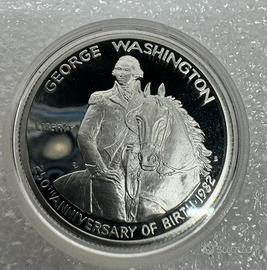 GEORGE WASHINGTON
LIBERTY
250TH ANNIVERSARY OF BIRTH 1982
S